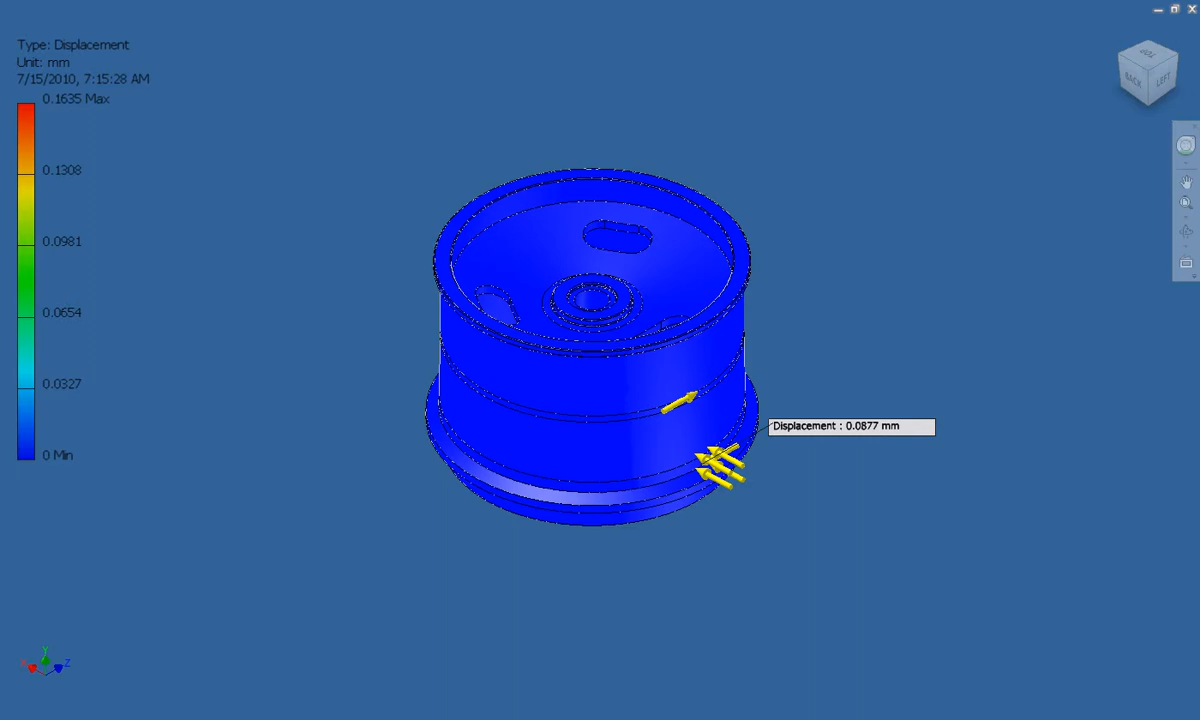 Type: Displacement
Unit: mm
7/15/2010, 7:15:28 AM
0.1635 Max
0.1308
0.0981
0.0654
0.0327
0 Min
Displacement : 0.0877 mm
TOP
BACK
LEFT
X
Y
Z